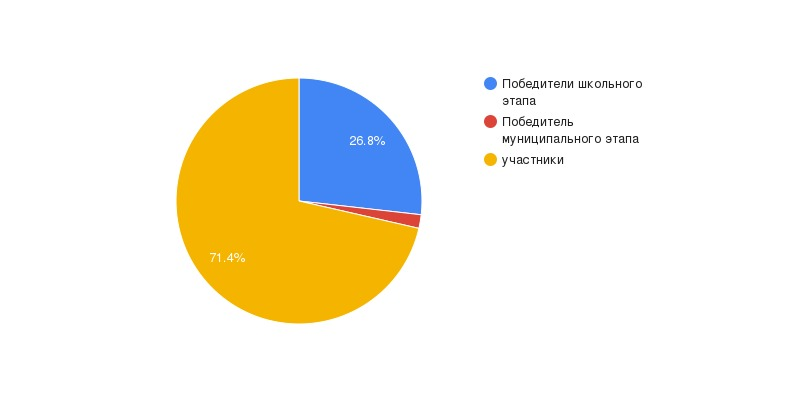 Победители школьного
этапа
Победитель
муниципального этапа
участники
26.8%
71.4%